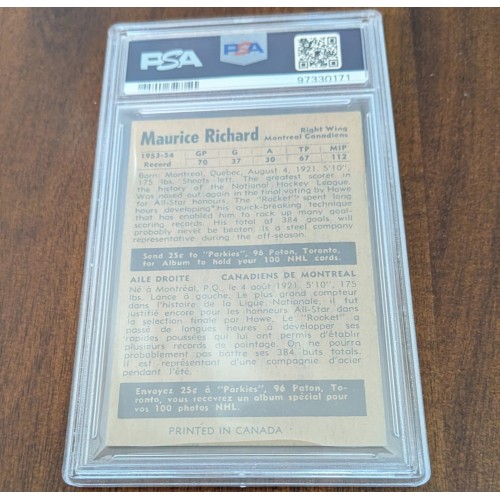 PSA
PSA
97330171
Maurice Richard
Right Wing
Montreal Canadiens
1953-54 GP G A TP MIP
Record 70 37 30 67 112
Born: Montreal, Quebec, August 4, 1921. 5'10",
175 lbs. Shoots left. The greatest scorer in
the history of the National Hockey League.
Was nosed out again in the final voting by Howe
for All-Star honours. The "Rocket" spent long
hours developing his quick-breaking technique
that has enabled him to rack up many goal-
scoring records. His total of 384 goals will
probably never be beaten. Is a steel company
representative during the off-season.
Send 25¢ to "Parkies", 96 Paton, Toronto,
for Album to hold your 100 NHL cards.
AILE DROITE CANADIENS DE MONTREAL
Né à Montréal, P.Q., le 4 août 1921. 5'10", 175
lbs. Lance à gauche. Le plus grand compteur
dans l'histoire de la Ligue Nationale, il fut
justifié encore pour les honneurs All-Star dans
la selection finale par Howe. Le "Rocket" a
passé de longues heures à développer ses
rapides poussées qui lui ont permis d'établir
plusieurs records de pointage. On ne pourra
probablement pas battre ses 384 buts totals.
Il est représentant d'une compagnie d'acier
pendant l'été.
Envoyez 25¢ à "Parkies", 96 Paton, To-
ronto, vous recevrez un album spécial pour
vos 100 photos NHL.
PRINTED IN CANADA